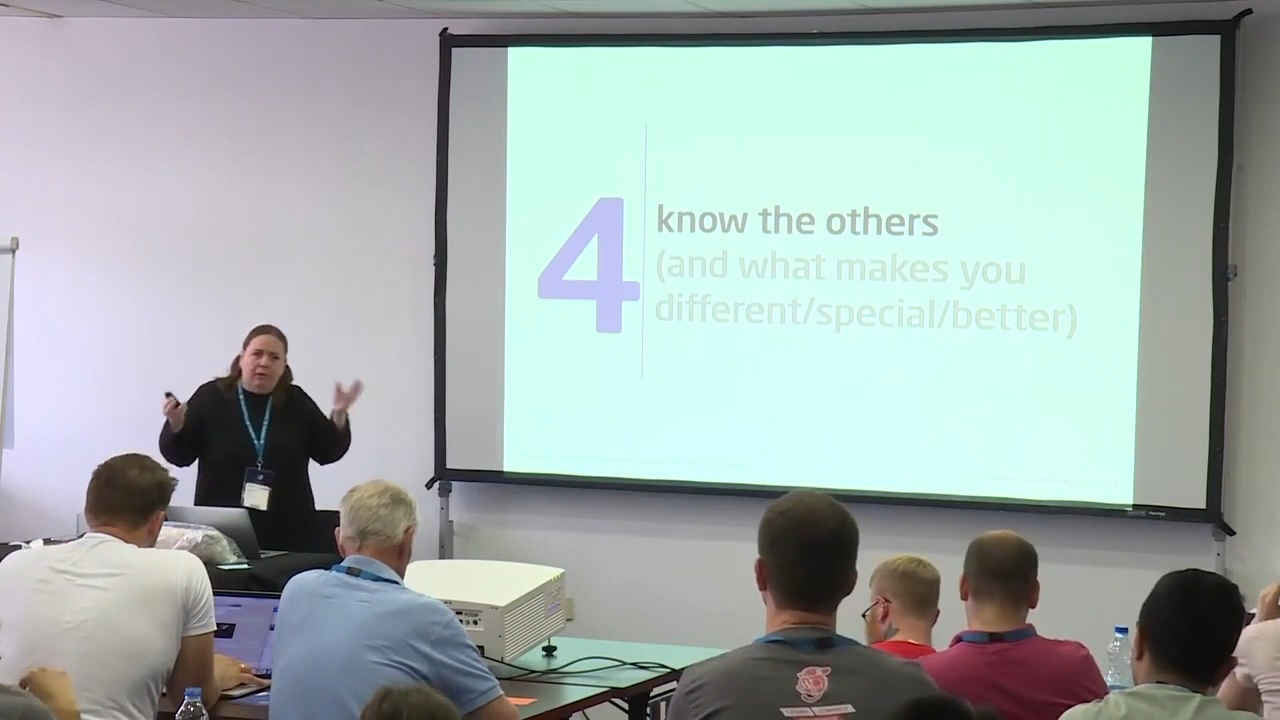 4
know the others
(and what makes you
different/special/better)